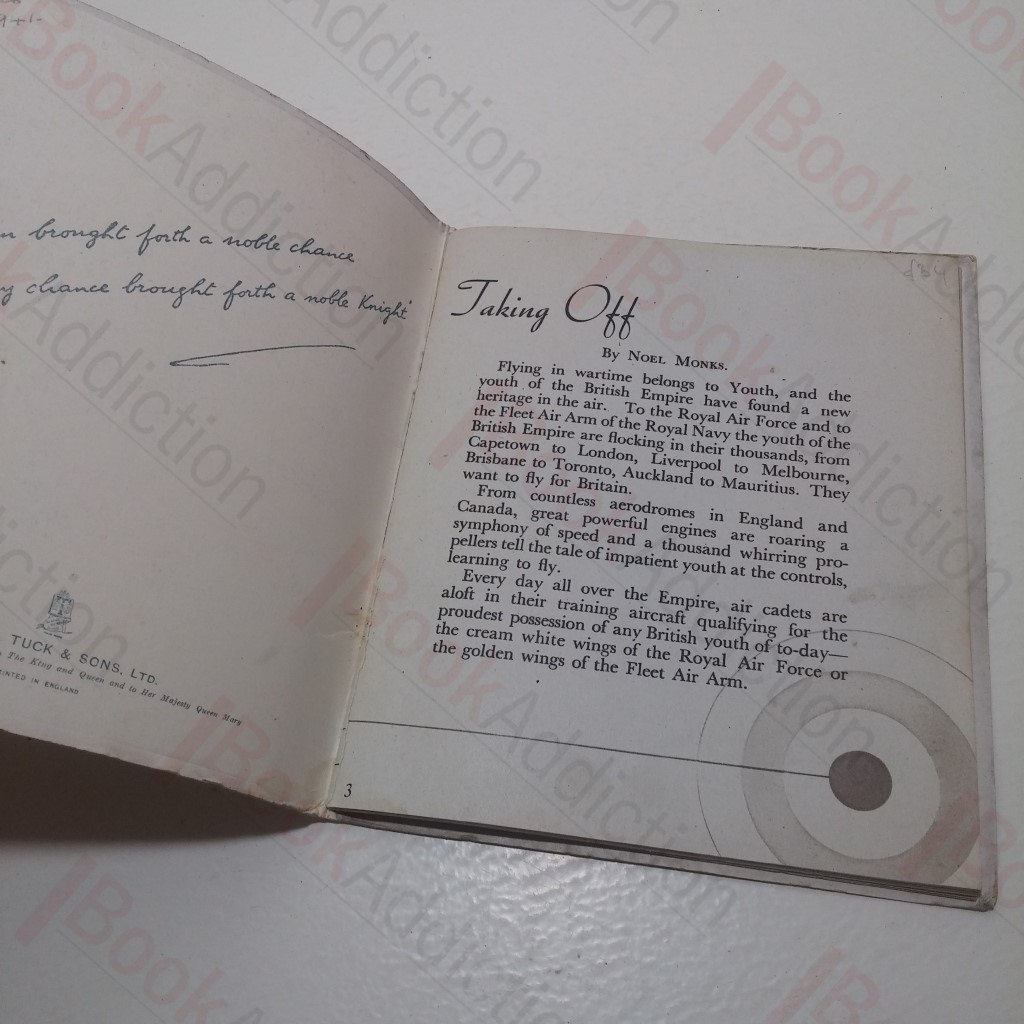 brought forth a noble chance
chance brought forth a noble Knight"
TUCK & SONS, LTD.
The King and Queen and to Her Majesty Queen Mary
PRINTED IN ENGLAND
Taking Off
By NOEL MONKS.
Flying in wartime belongs to Youth, and the
youth of the British Empire have found a new
heritage in the air. To the Royal Air Force and to
the Fleet Air Arm of the Royal Navy the youth of the
British Empire are flocking in their thousands, from
Capetown to London, Liverpool to Melbourne,
Brisbane to Toronto, Auckland to Mauritius. They
want to fly for Britain.
From countless aerodromes in England and
Canada, great powerful engines are roaring a
symphony of speed and a thousand whirring pro-
pellers tell the tale of impatient youth at the controls,
learning to fly.
Every day all over the Empire, air cadets are
aloft in their training aircraft qualifying for the
proudest possession of any British youth of to-day—
the cream white wings of the Royal Air Force or
the golden wings of the Fleet Air Arm.
3
BookAddiction